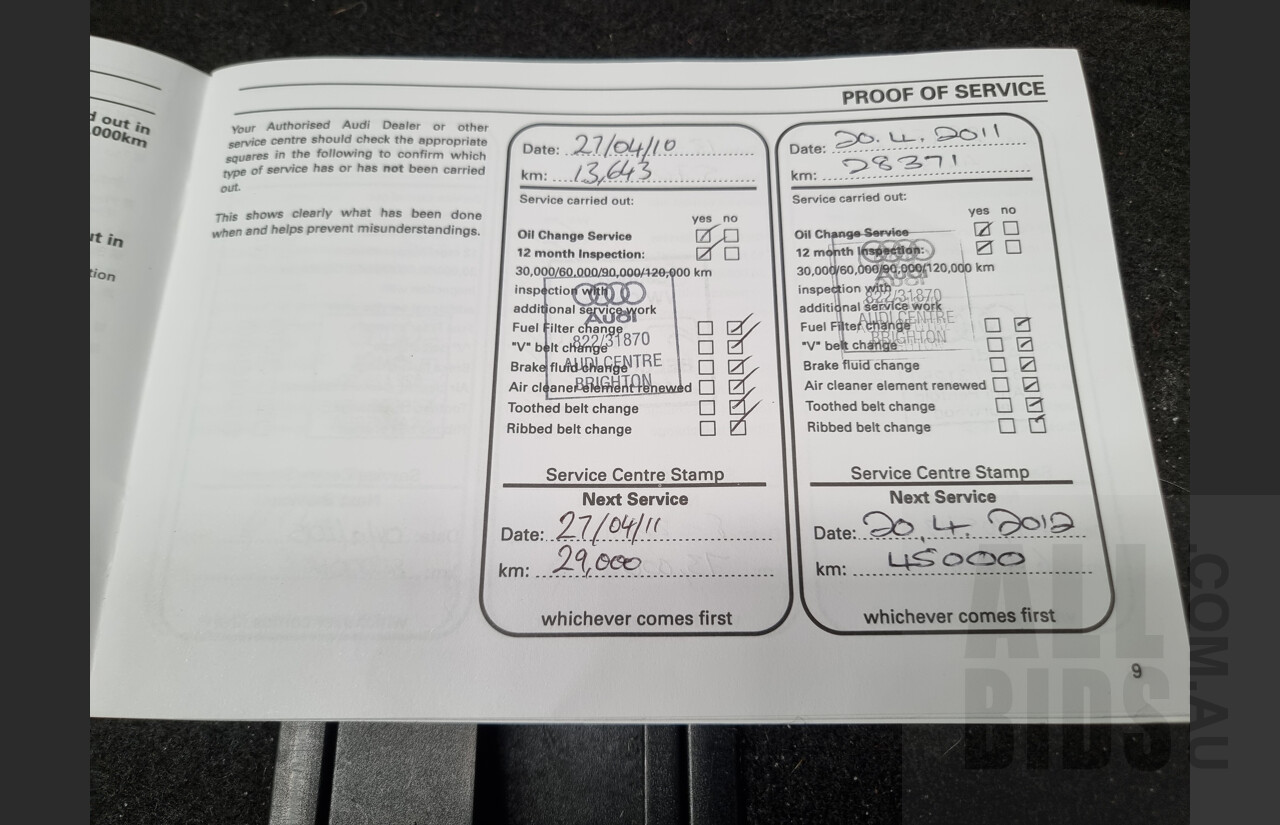 d out in
000km
rt in
tion
PROOF OF SERVICE
Your Authorised Audi Dealer or other
service centre should check the appropriate
squares in the following to confirm which
type of service has or has not been carried
out.
This shows clearly what has been done
when and helps prevent misunderstandings.
Date: 27/04/10
km: 13,643
Service carried out:
yes no
Oil Change Service
12 month Inspection:
30,000/60,000/90,000/120,000 km
inspection with
additional service work
Fuel Filter change
"V" belt change
Brake fluid change
Air cleaner element renewed
Toothed belt change
Ribbed belt change
Audi
822/31870
AUDI CENTRE
BRIGHTON
Service Centre Stamp
Next Service
Date: 27/04/11
km: 29,000
whichever comes first
Date: 20.4.2011
km: 28371
Service carried out:
yes no
Oil Change Service
12 month Inspection:
30,000/60,000/90,000/120,000 km
inspection with
additional service work
Fuel Filter change
"V" belt change
Brake fluid change
Air cleaner element renewed
Toothed belt change
Ribbed belt change
Audi
822/31870
AUDI CENTRE
BRIGHTON
Service Centre Stamp
Next Service
Date: 20.4.2012
km: 45000
whichever comes first
9
ALL
BIDS
.COM.AU